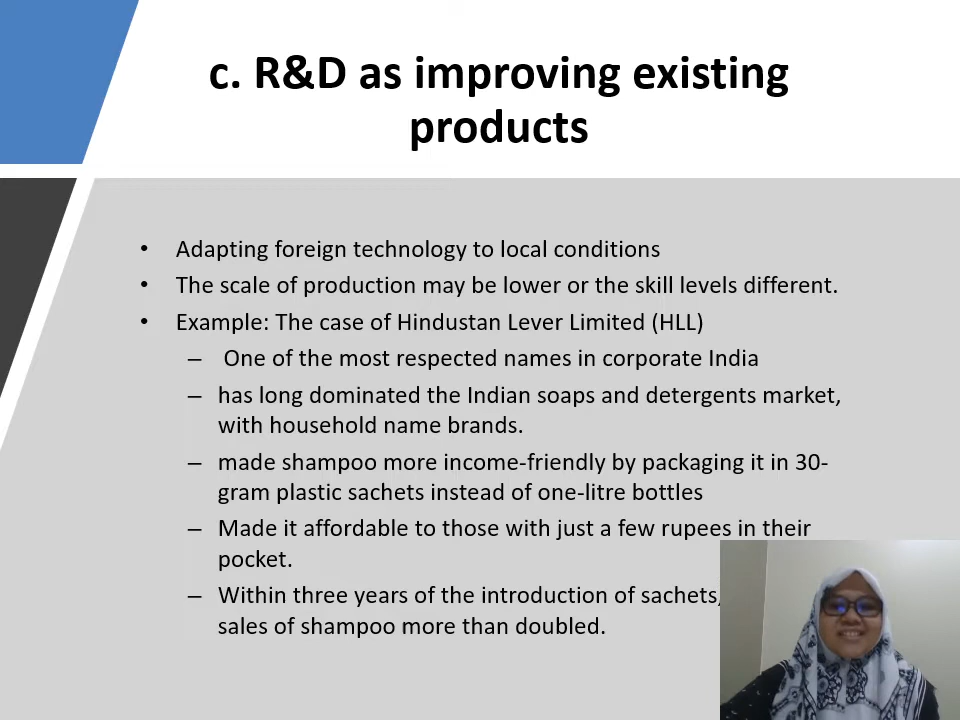 c. R&D as improving existing
products
• Adapting foreign technology to local conditions
• The scale of production may be lower or the skill levels different.
• Example: The case of Hindustan Lever Limited (HLL)
– One of the most respected names in corporate India
– has long dominated the Indian soaps and detergents market,
with household name brands.
– made shampoo more income-friendly by packaging it in 30-
gram plastic sachets instead of one-litre bottles
– Made it affordable to those with just a few rupees in their
pocket.
– Within three years of the introduction of sachets,
sales of shampoo more than doubled.